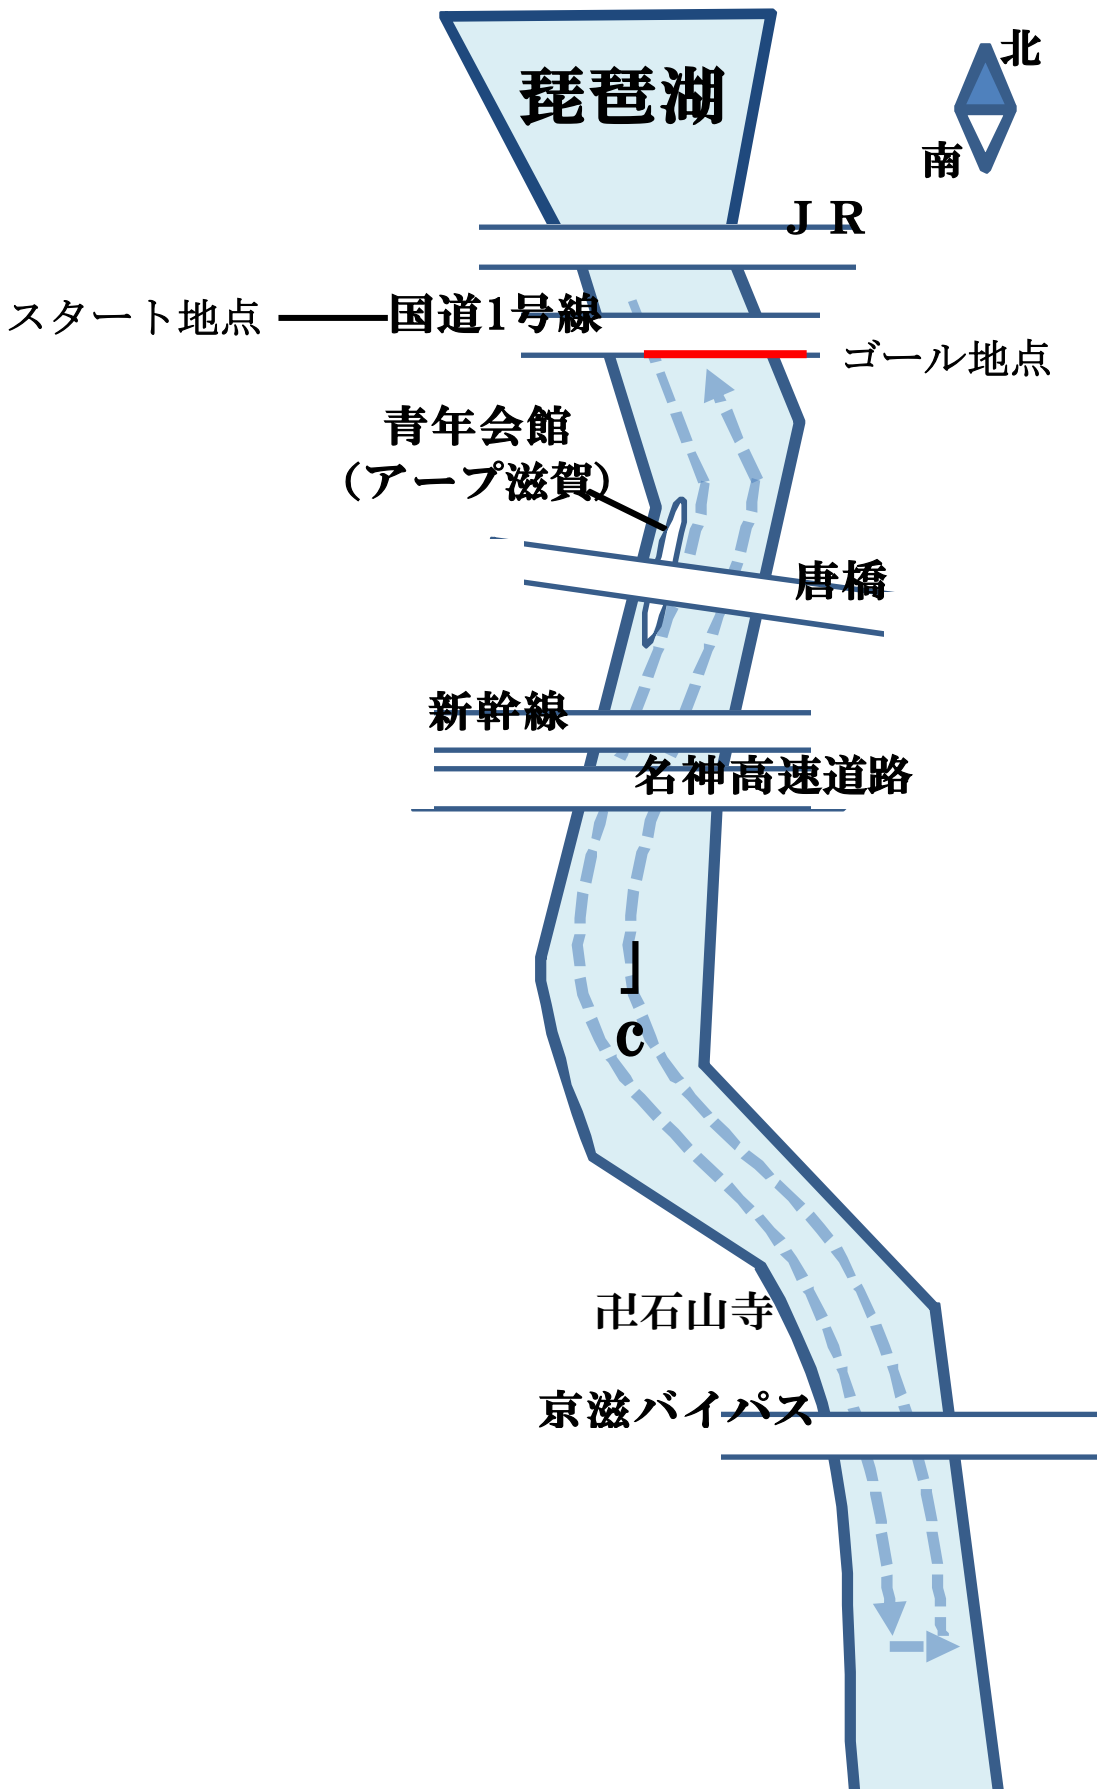 琵琶湖
北
南
ＪＲ
スタート地点
国道1号線
ゴール地点
青年会館
（アープ滋賀）
唐橋
新幹線
名神高速道路
」
c
卍石山寺
京滋バイパス